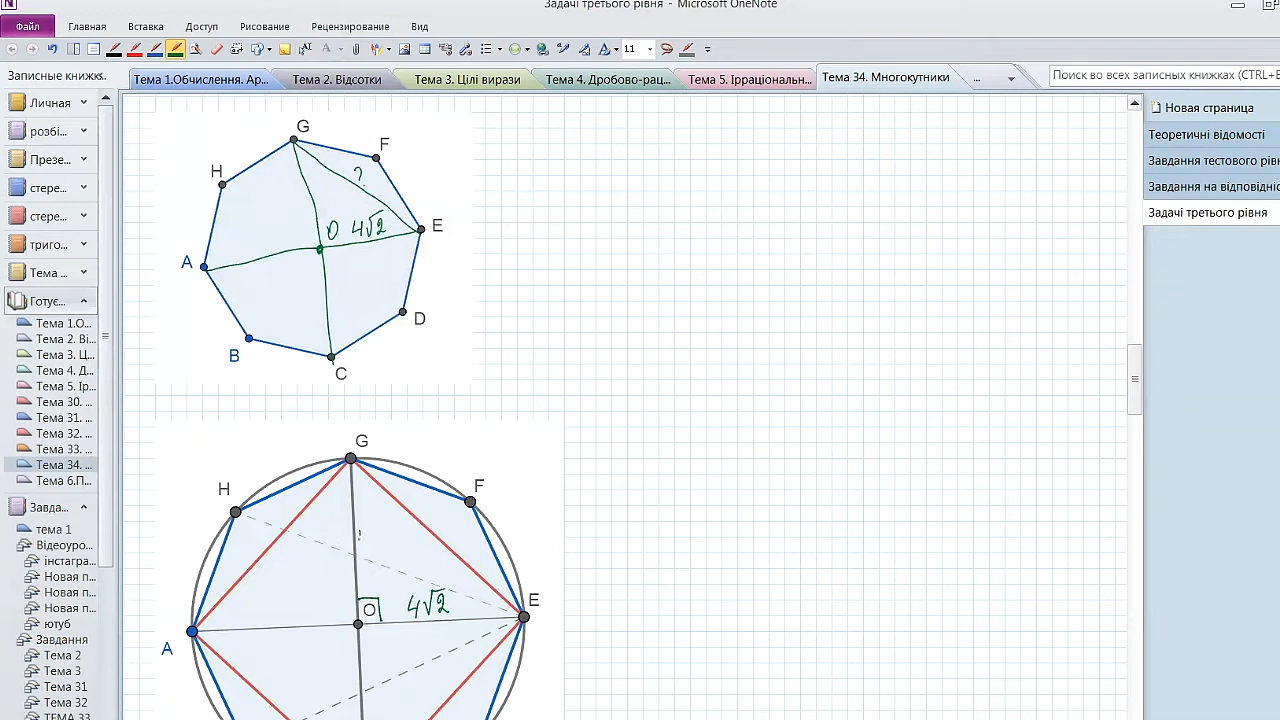 Задачі третього рівня - Microsoft OneNote
Файл Главная Вставка Доступ Рисование Рецензирование Вид
11
Записные книжк.
Тема 1.Обчислення. Ар... Тема 2. Відсотки Тема 3. Цілі вирази Тема 4. Дробово-рац... Тема 5. Ірраціональн... Тема 34. Многокутники ...
Поиск во всех записных книжках (CTRL+E
Личная
розбі...
Презе...
стере...
стере...
триго...
Тема ...
Готує...
Тема 1.О...
Тема 2. Ві...
Тема 3. Ц...
Тема 4. Д...
Тема 5. Ір...
Тема 30. ...
Тема 31. ...
Тема 32. ...
Тема 33. ...
Тема 34. ...
Тема 6.П...
Завда...
тема 1
Відеоуро...
інстагра...
Новая п...
Новая п...
Новая п...
ютуб
Завдання
Тема 2
Тема 3
Тема 31
Тема 32
ТЕМА 33
G
F
H
?
O 4√2
E
A
D
B
C
G
H
F
O 4√2
E
A
Новая страница
Теоретичні відомості
Завдання тестового рівн
Завдання на відповідніс
Задачі третього рівня